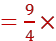 = 9/4 ×